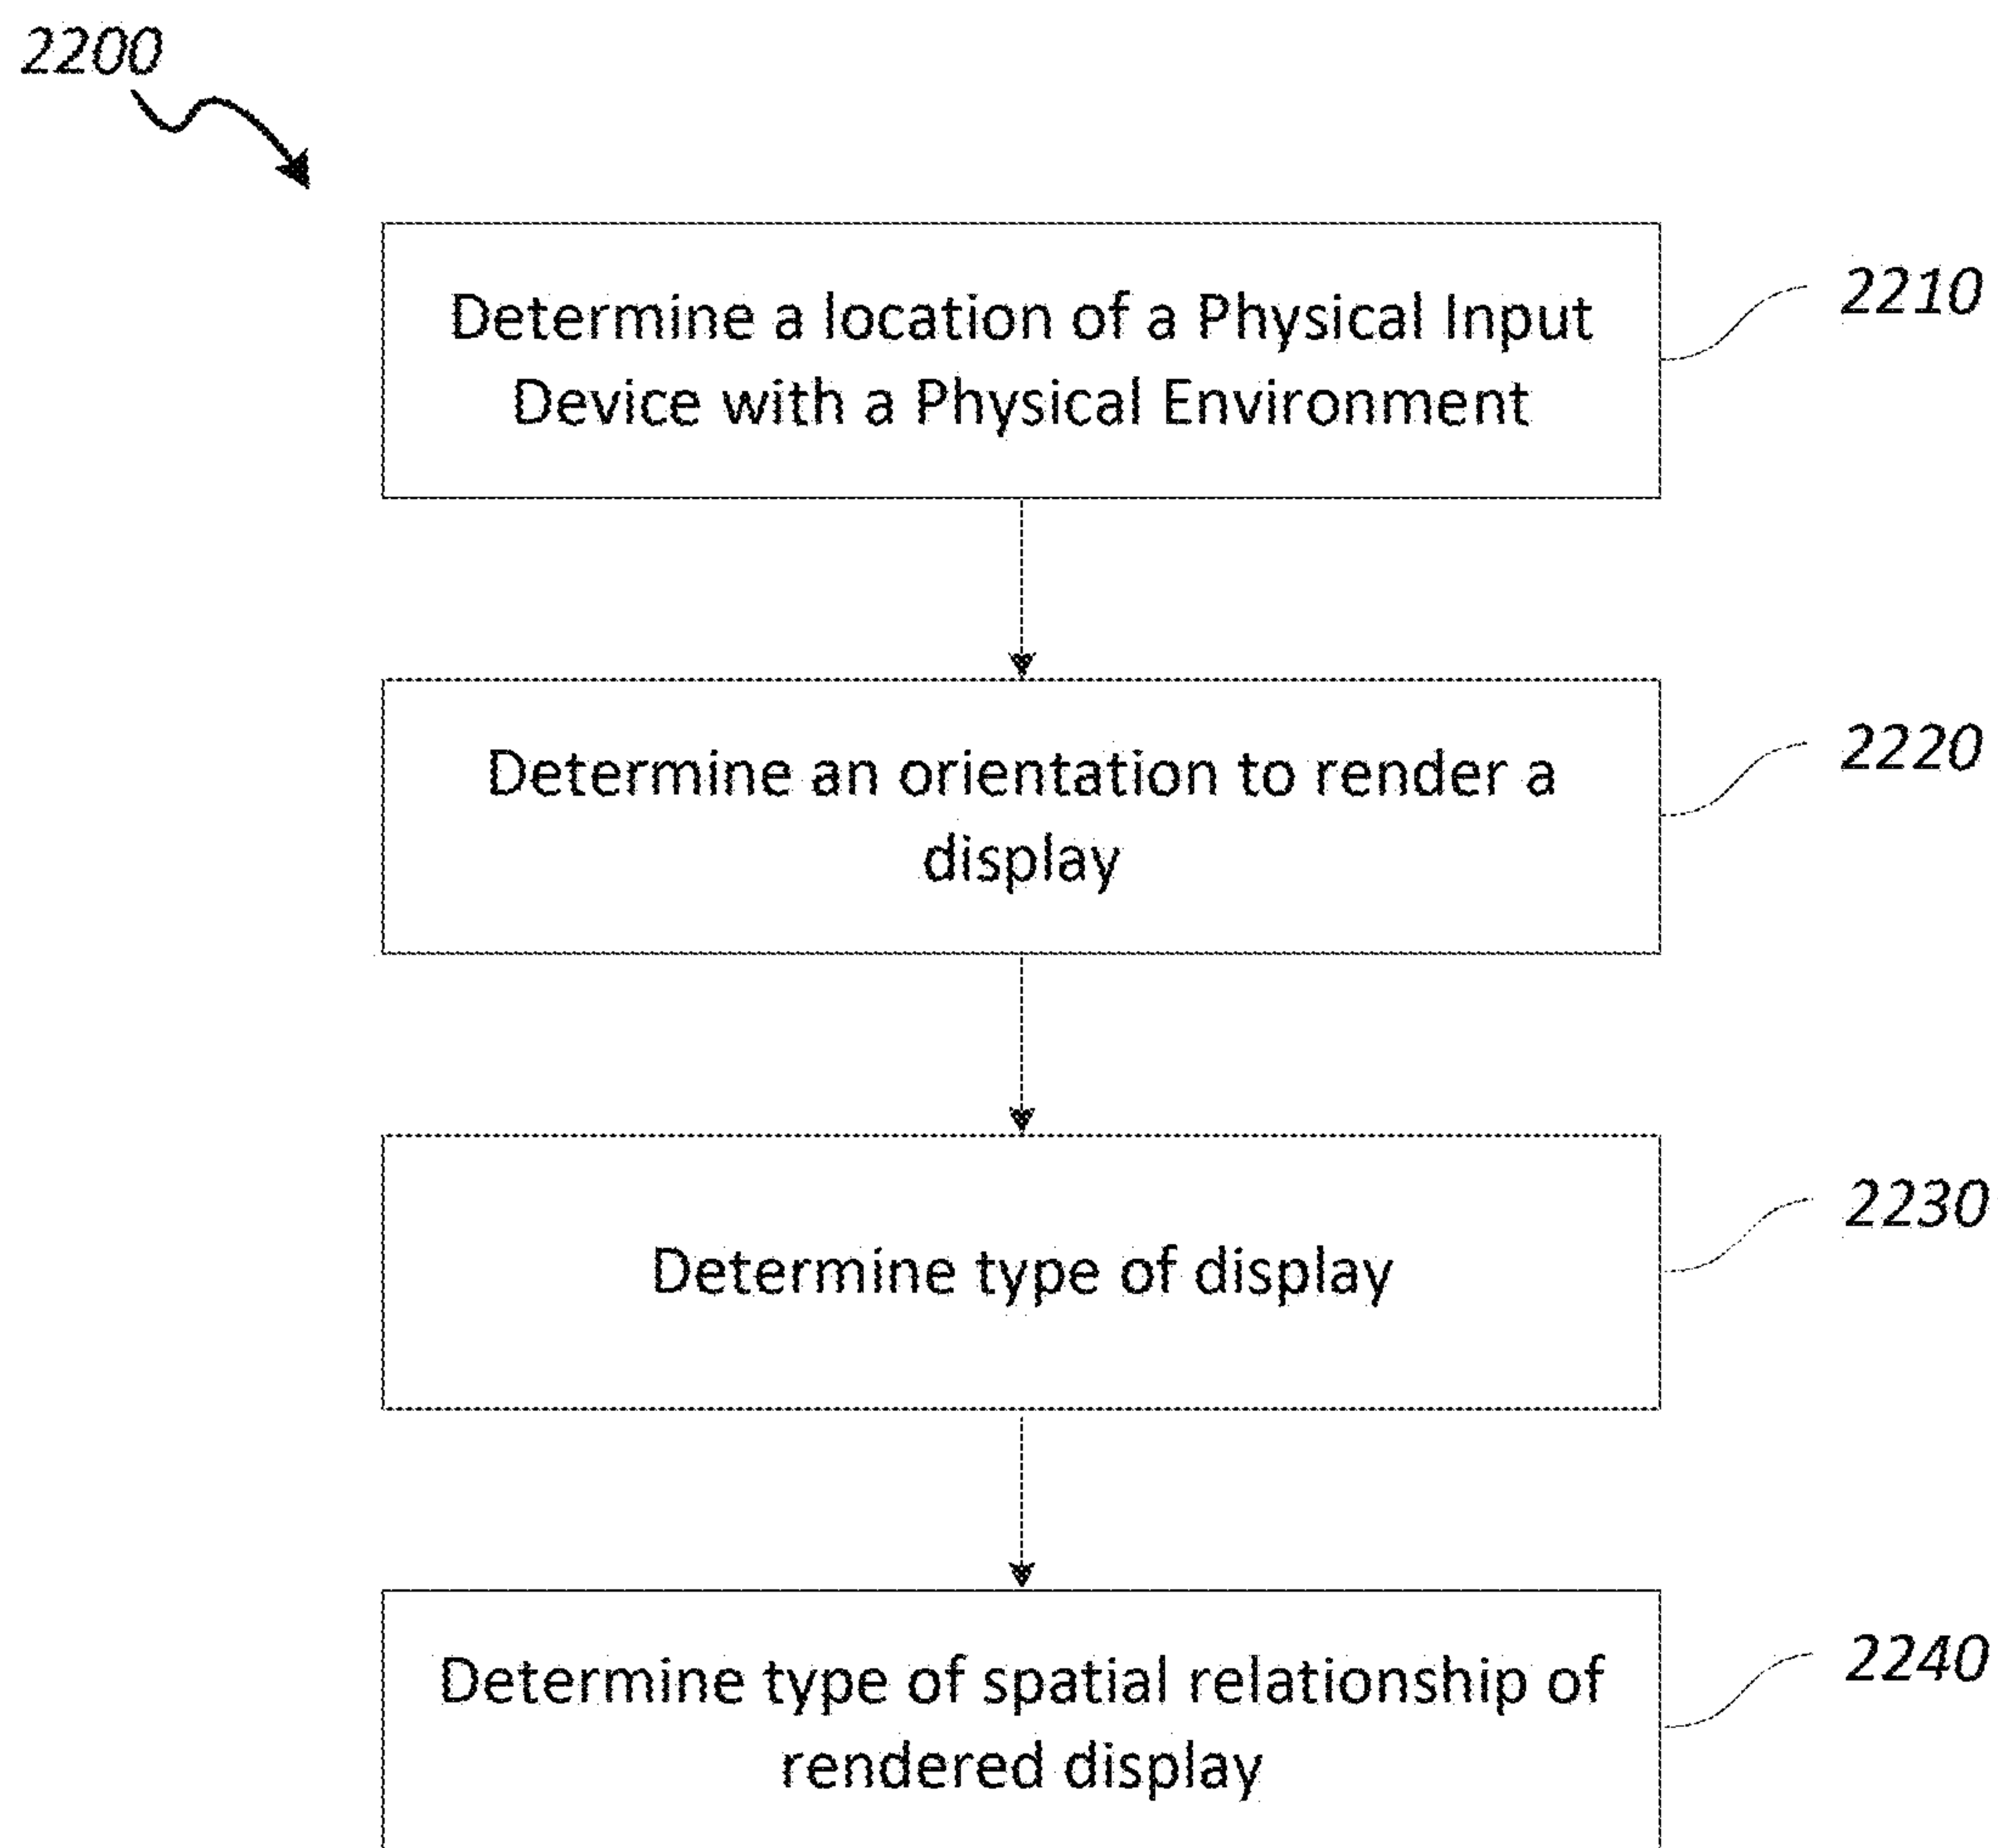 2200
Determine a location of a Physical Input
Device with a Physical Environment
2210
Determine an orientation to render a
display
2220
Determine type of display
2230
Determine type of spatial relationship of
rendered display
2240